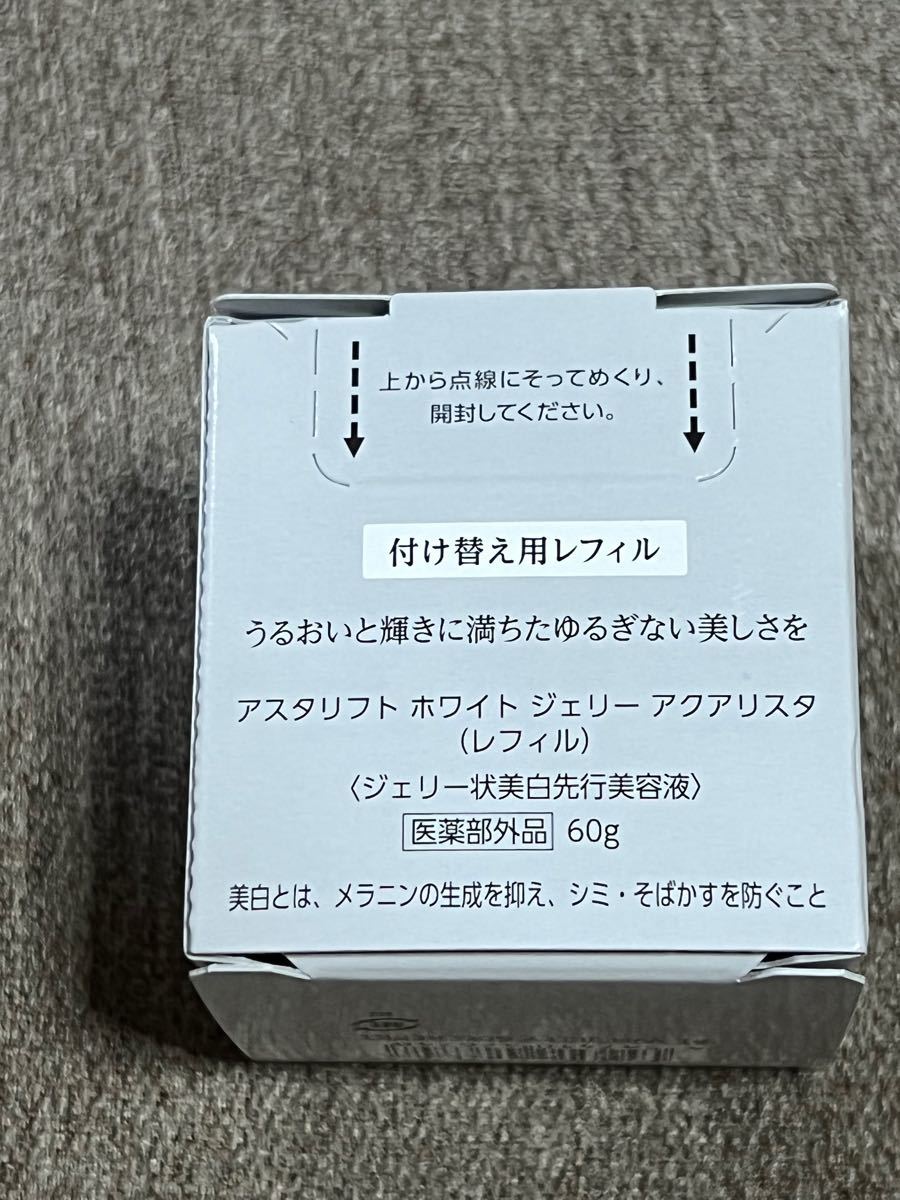 上から点線にそってめくり、
開封してください。
付け替え用レフィル
うるおいと輝きに満ちたゆるぎない美しさを
アスタリフト ホワイト ジェリー アクアリスタ
（レフィル）
〈ジェリー状美白先行美容液〉
医薬部外品 60g
美白とは、メラニンの生成を抑え、シミ・そばかすを防ぐこと